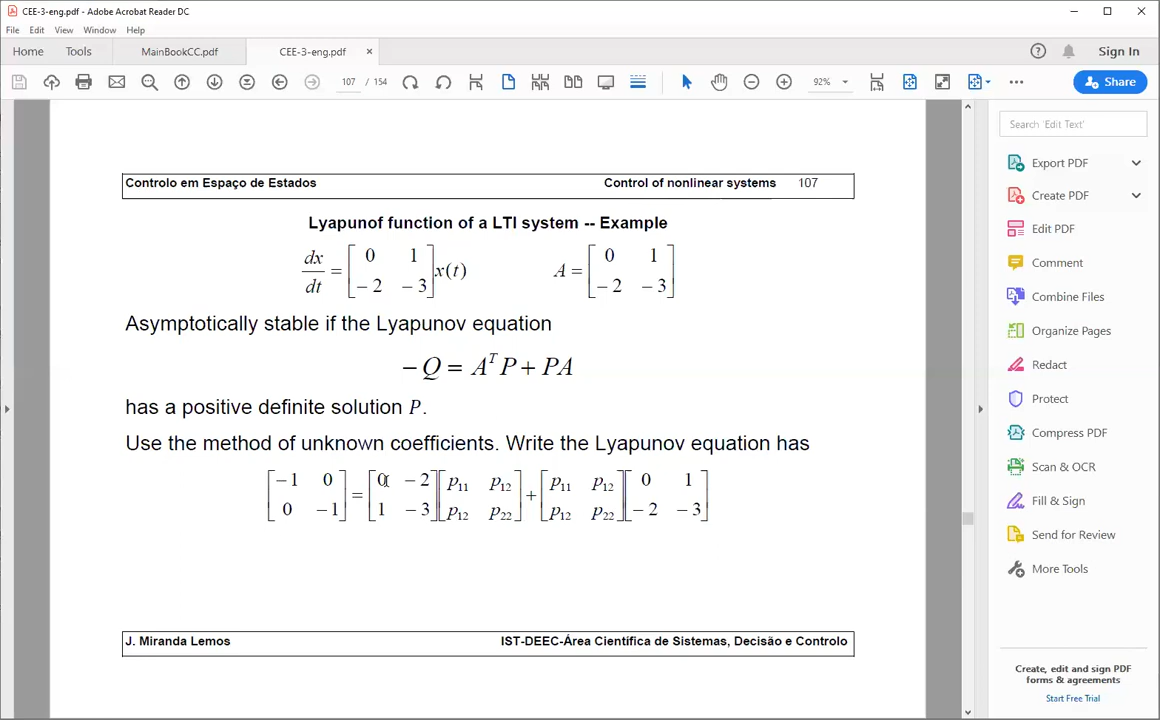 CEE-3-eng.pdf - Adobe Acrobat Reader DC
File Edit View Window Help
Home Tools MainBookCC.pdf CEE-3-eng.pdf × Sign In
107 / 154 92% Share
Search 'Edit Text'
Export PDF
Create PDF
Edit PDF
Comment
Combine Files
Organize Pages
Redact
Protect
Compress PDF
Scan & OCR
Fill & Sign
Send for Review
More Tools
Create, edit and sign PDF
forms & agreements
Start Free Trial
Controlo em Espaço de Estados Control of nonlinear systems 107
Lyapunof function of a LTI system -- Example
dx/dt = [0 1; −2 −3] x(t) A = [0 1; −2 −3]
Asymptotically stable if the Lyapunov equation
−Q = AᵀP + PA
has a positive definite solution P.
Use the method of unknown coefficients. Write the Lyapunov equation has
[−1 0; 0 −1] = [0 −2; 1 −3] [p₁₁ p₁₂; p₁₂ p₂₂] + [p₁₁ p₁₂; p₁₂ p₂₂] [0 1; −2 −3]
J. Miranda Lemos IST-DEEC-Área Científica de Sistemas, Decisão e Controlo